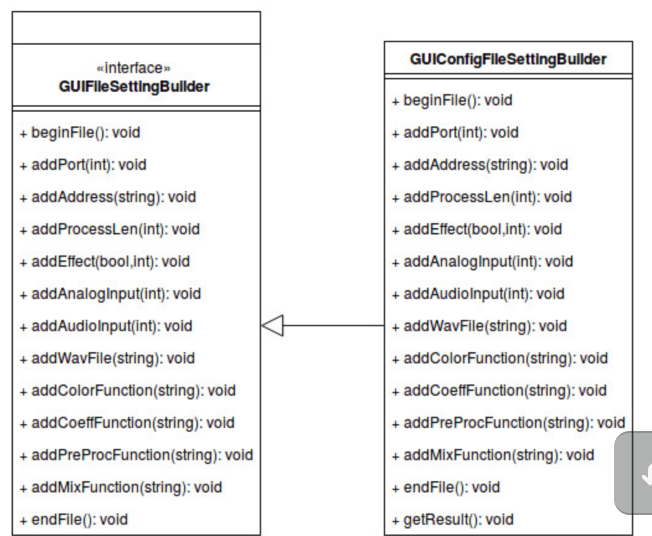 «interface»
GUIFileSettingBuilder
+ beginFile(): void
+ addPort(int): void
+ addAddress(string): void
+ addProcessLen(int): void
+ addEffect(bool,int): void
+ addAnalogInput(int): void
+ addAudioInput(int): void
+ addWavFile(string): void
+ addColorFunction(string): void
+ addCoeffFunction(string): void
+ addPreProcFunction(string): void
+ addMixFunction(string): void
+ endFile(): void
GUIConfigFileSettingBuilder
+ beginFile(): void
+ addPort(int): void
+ addAddress(string): void
+ addProcessLen(int): void
+ addEffect(bool,int): void
+ addAnalogInput(int): void
+ addAudioInput(int): void
+ addWavFile(string): void
+ addColorFunction(string): void
+ addCoeffFunction(string): void
+ addPreProcFunction(string): void
+ addMixFunction(string): void
+ endFile(): void
+ getResult(): void